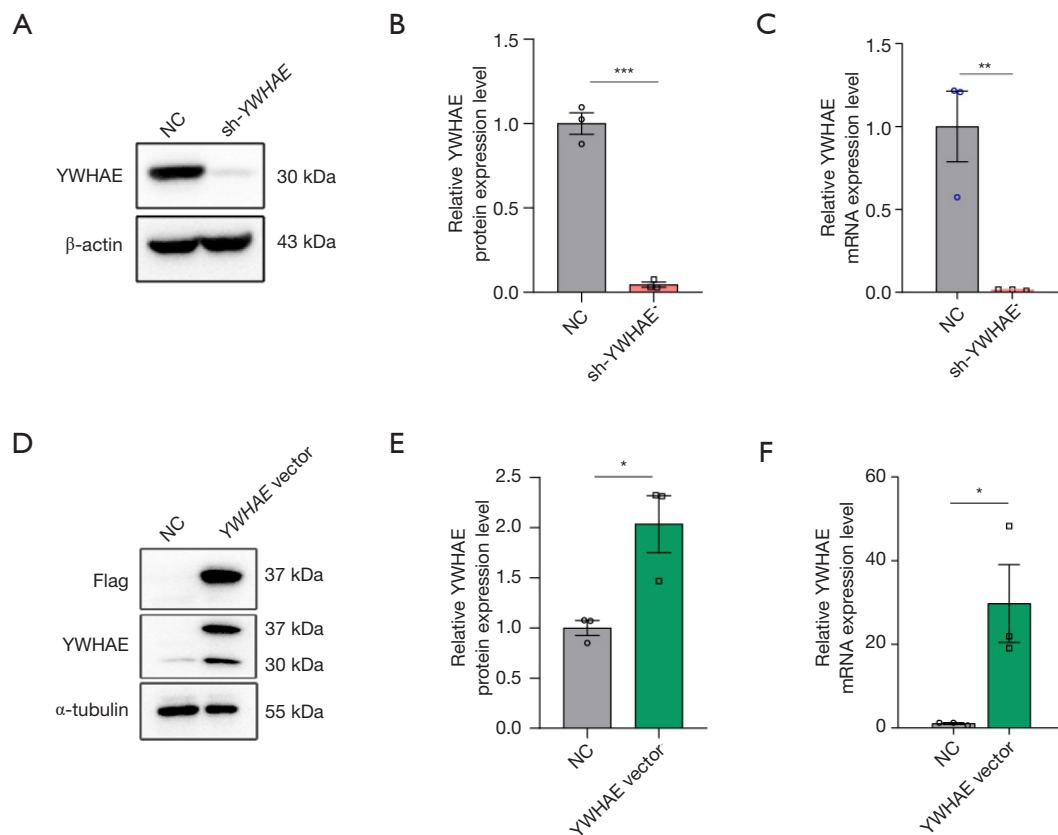 A
NC
sh-YWHAE
YWHAE
30 kDa
β-actin
43 kDa
B
Relative YWHAE
protein expression level
1.5
1.0
0.5
0.0
***
NC
sh-YWHAE-
C
Relative YWHAE
mRNA expression level
1.5
1.0
0.5
0.0
**
NC
sh-YWHAE-
D
NC
YWHAE vector
Flag
37 kDa
YWHAE
37 kDa
30 kDa
α-tubulin
55 kDa
E
Relative YWHAE
protein expression level
2.5
2.0
1.5
1.0
0.5
0.0
*
NC
YWHAE vector
F
Relative YWHAE
mRNA expression level
60
40
20
0
*
NC
YWHAE vector